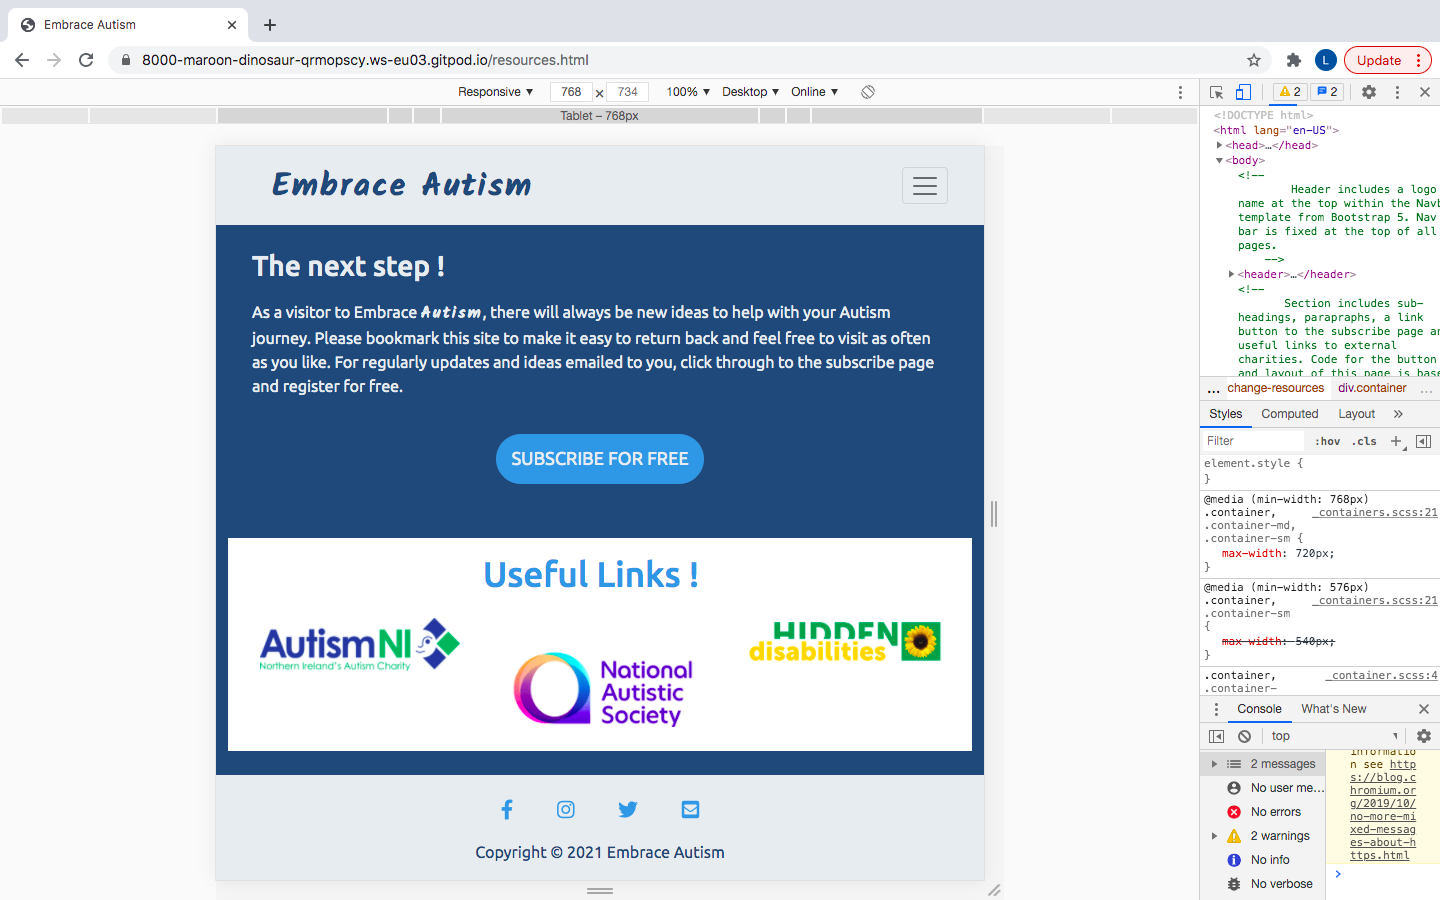 Embrace Autism
8000-maroon-dinosaur-qrmopscy.ws-eu03.gitpod.io/resources.html
L
Update
Responsive
768
734
100%
Desktop
Online
2
2
Tablet – 768px
Embrace Autism
The next step !
As a visitor to Embrace Autism, there will always be new ideas to help with your Autism
journey. Please bookmark this site to make it easy to return back and feel free to visit as often
as you like. For regularly updates and ideas emailed to you, click through to the subscribe page
and register for free.
SUBSCRIBE FOR FREE
Useful Links !
AutismNI
Northern Ireland's Autism Charity
National
Autistic
Society
HIDDEN
disabilities
Copyright © 2021 Embrace Autism
<!DOCTYPE html>
<html lang="en-US">
<head>…</head>
<body>
<!--
Header includes a logo
name at the top within the Navb
template from Bootstrap 5. Nav
bar is fixed at the top of all
pages.
-->
<header>…</header>
<!--
Section includes sub-
headings, parapraphs, a link
button to the subscribe page an
useful links to external
charities. Code for the button
and layout of this page is base
… change-resources div.container …
Styles Computed Layout »
Filter :hov .cls +
element.style {
}
@media (min-width: 768px)
.container, _containers.scss:21
.container-md,
.container-sm {
max-width: 720px;
}
@media (min-width: 576px)
.container, _containers.scss:21
.container-sm
{
max-width: 540px;
}
.container, _container.scss:4
.container-
Console What's New
top
2 messages
No user me…
No errors
2 warnings
No info
No verbose
informatio
n see http
s://blog.c
hromium.or
g/2019/10/
no-more-mi
xed-messag
es-about-h
ttps.html